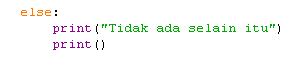 else:
    print("Tidak ada selain itu")
    print()